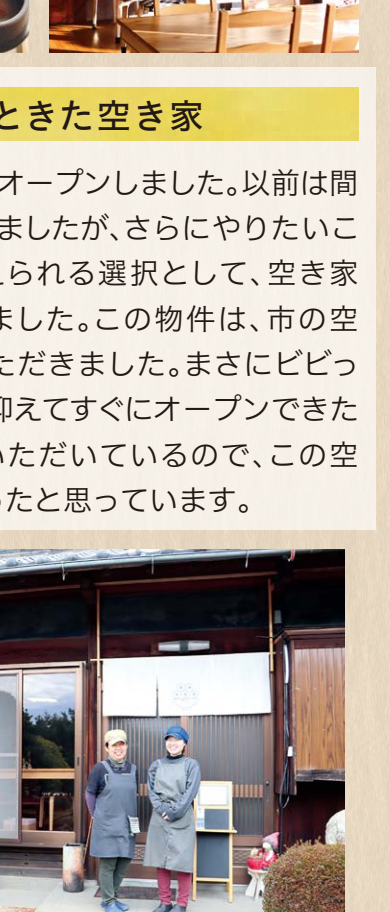 ときた空き家
オープンしました。以前は間
ましたが、さらにやりたいこ
られる選択として、空き家
ました。この物件は、市の空
ただきました。まさにビビっ
抑えてすぐにオープンできた
いただいているので、この空
ったと思っています。